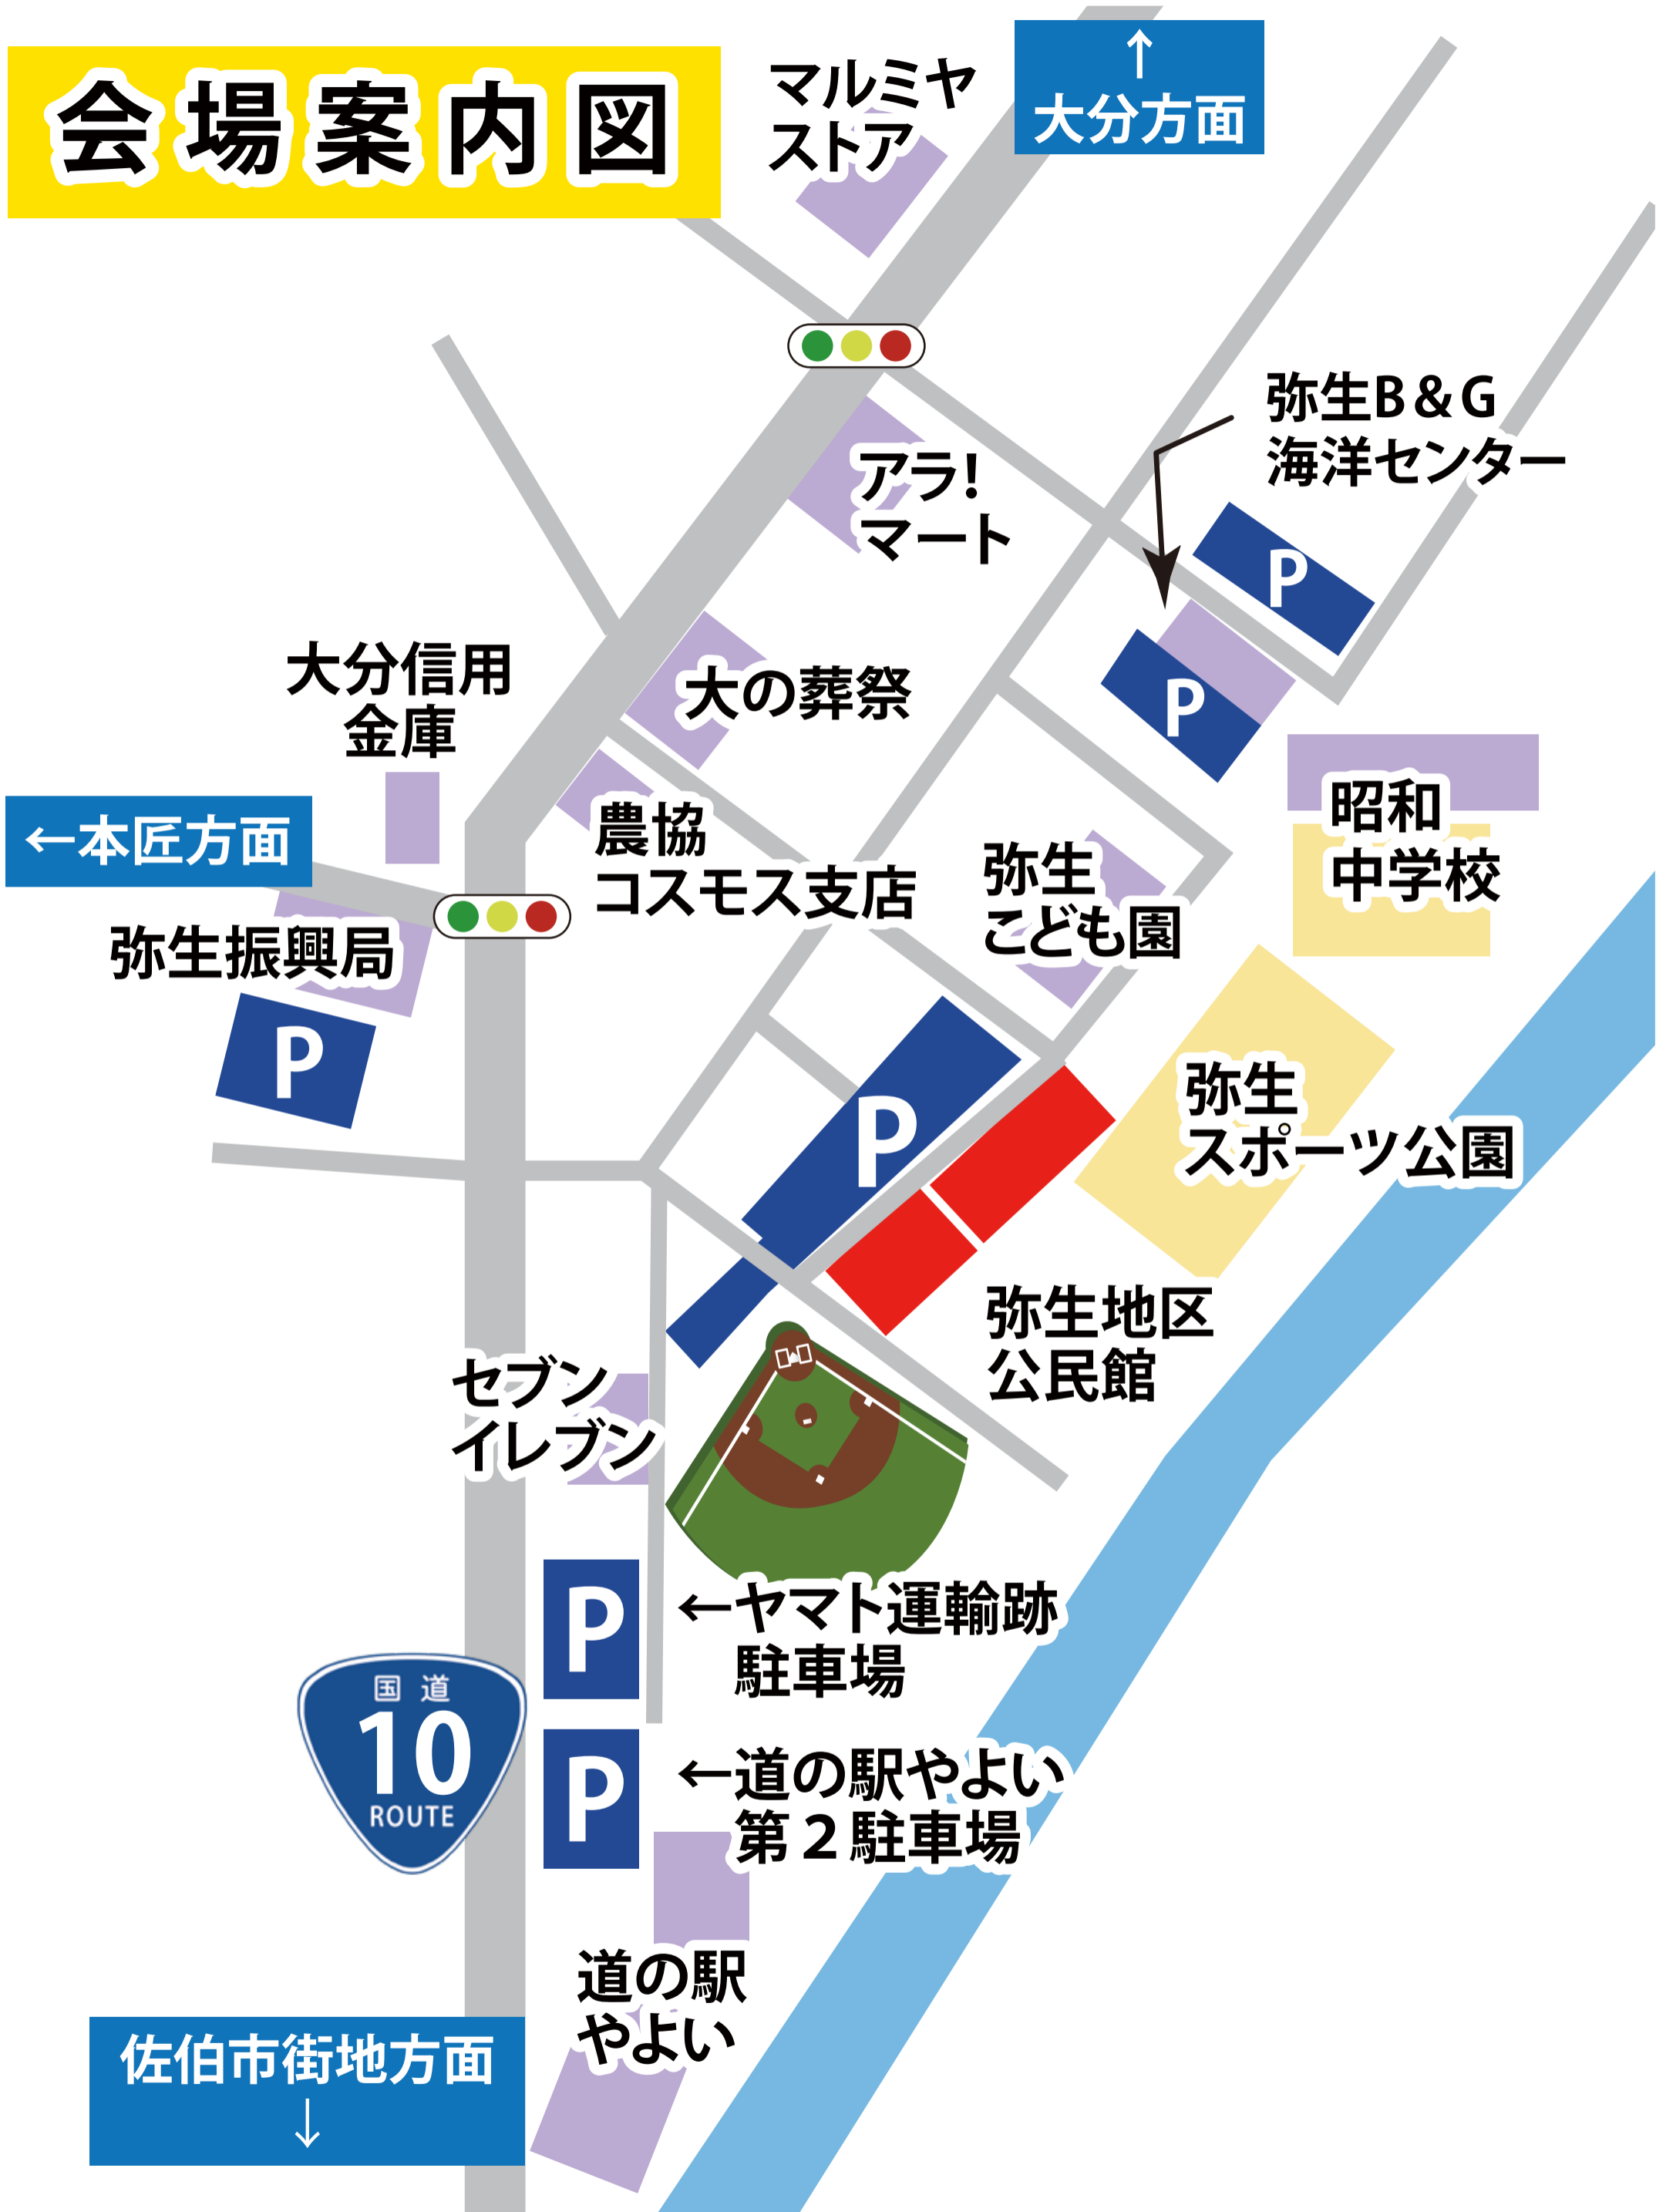 会場案内図
マルミヤ
ストア
↑
大分方面
弥生B&G
海洋センター
アラ!
マート
P
P
大分信用
金庫
大の葬祭
昭和
中学校
←本匠方面
農協
コスモス支店
弥生
こども園
弥生振興局
P
弥生
スポーツ公園
P
弥生地区
公民館
セブン
イレブン
P
←ヤマト運輸跡
駐車場
国道
10
ROUTE
P
←道の駅やよい
第2駐車場
道の駅
やよい
佐伯市街地方面
↓